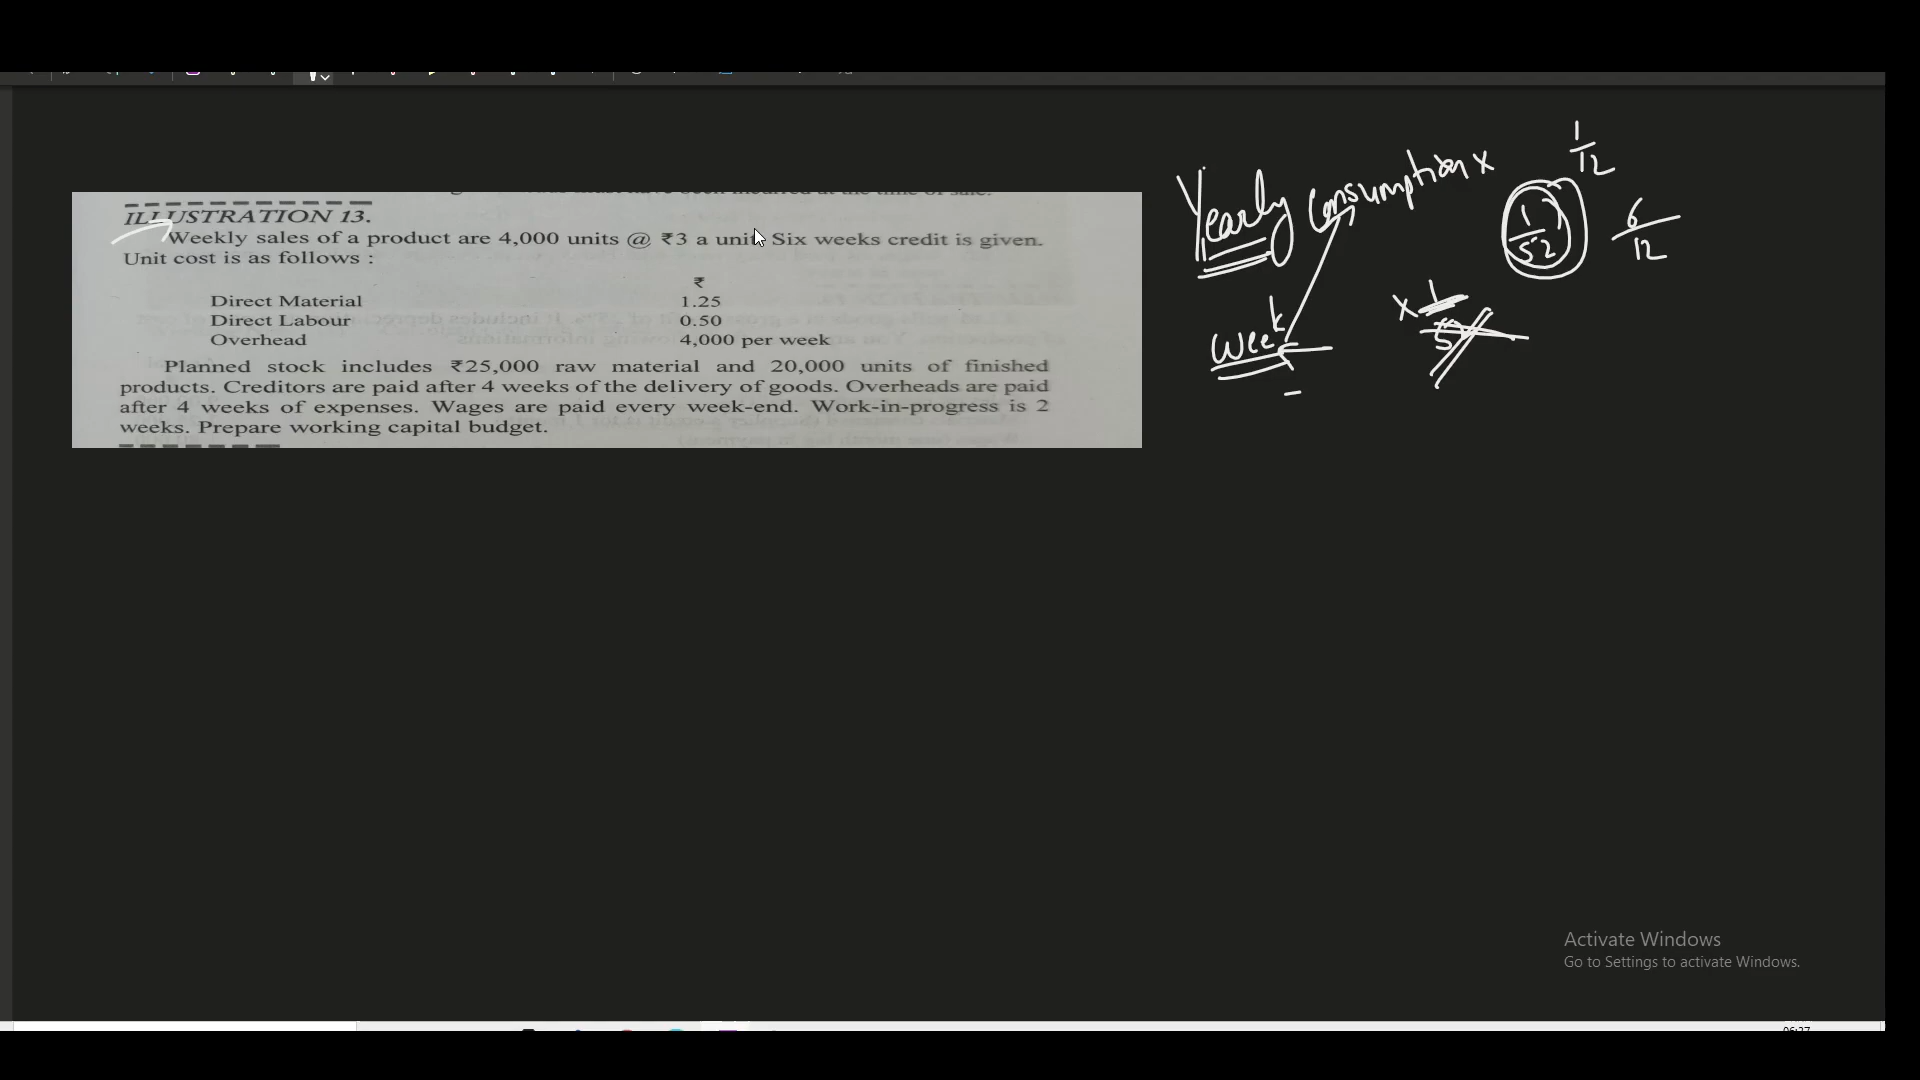 ILLUSTRATION 13.
Weekly sales of a product are 4,000 units @ ₹3 a unit. Six weeks credit is given.
Unit cost is as follows :
₹
Direct Material 1.25
Direct Labour 0.50
Overhead 4,000 per week
Planned stock includes ₹25,000 raw material and 20,000 units of finished
products. Creditors are paid after 4 weeks of the delivery of goods. Overheads are paid
after 4 weeks of expenses. Wages are paid every week-end. Work-in-progress is 2
weeks. Prepare working capital budget.
Yearly Consumption x 1/12
1/52 6/12
Week x 1
Activate Windows
Go to Settings to activate Windows.